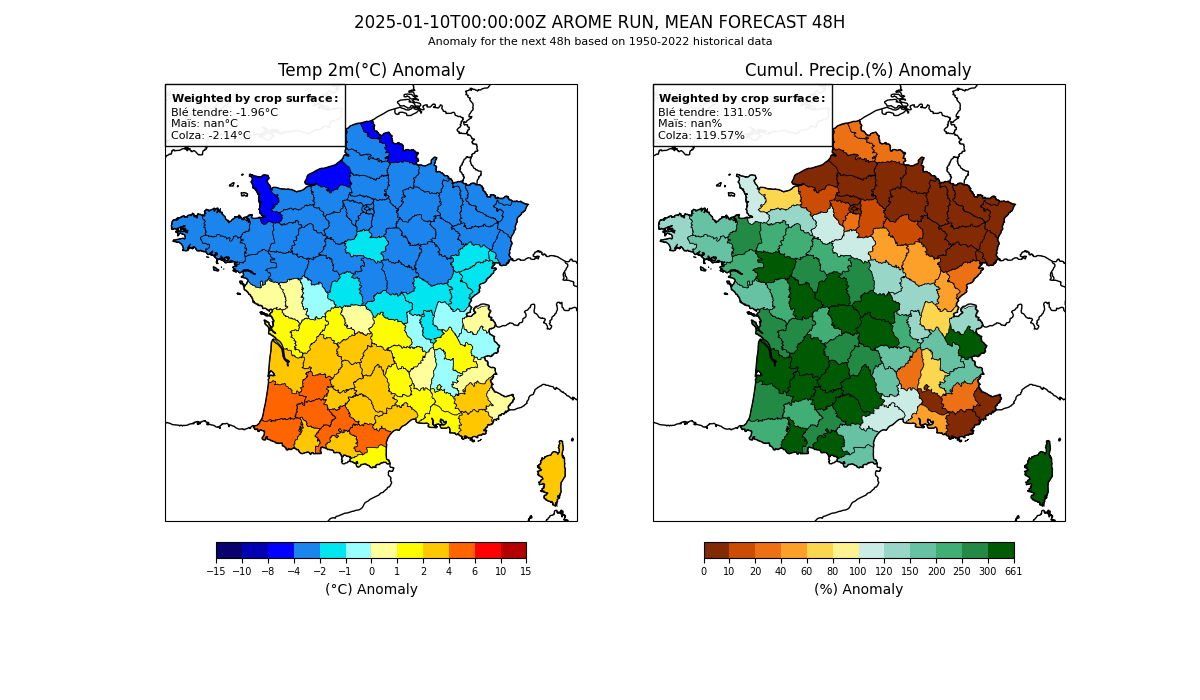 2025-01-10T00:00:00Z AROME RUN, MEAN FORECAST 48H
Anomaly for the next 48h based on 1950-2022 historical data
Temp 2m(°C) Anomaly
Weighted by crop surface:
Blé tendre: -1.96°C
Maïs: nan°C
Colza: -2.14°C
−15 −10 −8 −4 −2 −1 0 1 2 4 6 10 15
(°C) Anomaly
Cumul. Precip.(%) Anomaly
Weighted by crop surface:
Blé tendre: 131.05%
Maïs: nan%
Colza: 119.57%
0 10 20 40 60 80 100 120 150 200 250 300 661
(%) Anomaly